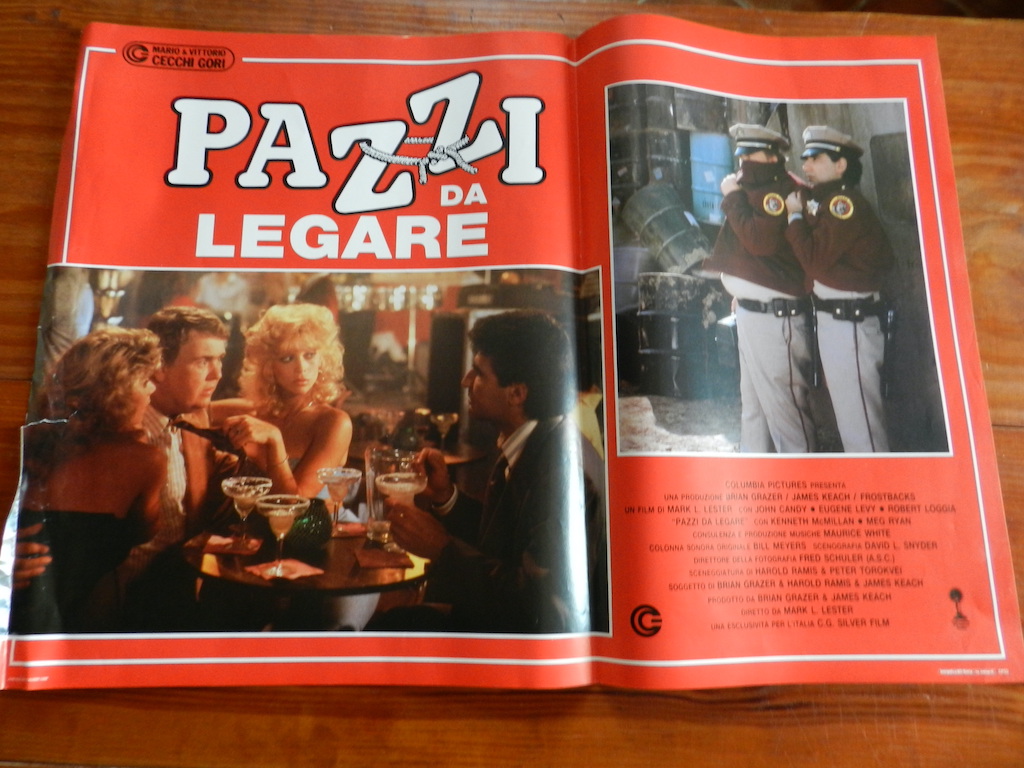 MARIO & VITTORIO
CECCHI GORI
PAZZI
DA
LEGARE
COLUMBIA PICTURES PRESENTA
UNA PRODUZIONE BRIAN GRAZER / JAMES KEACH / FROSTBACKS
UN FILM DI MARK L. LESTER CON JOHN CANDY ★ EUGENE LEVY ★ ROBERT LOGGIA
"PAZZI DA LEGARE" CON KENNETH McMILLAN ★ MEG RYAN
CONSULENZA E PRODUZIONE MUSICHE MAURICE WHITE
COLONNA SONORA ORIGINALE BILL MEYERS SCENOGRAFIA DAVID L. SNYDER
DIRETTORE DELLA FOTOGRAFIA FRED SCHULER (A.S.C.)
SCENEGGIATURA DI HAROLD RAMIS & PETER TOROKVEI
SOGGETTO DI BRIAN GRAZER & HAROLD RAMIS & JAMES KEACH
PRODOTTO DA BRIAN GRAZER & JAMES KEACH
DIRETTO DA MARK L. LESTER
UNA ESCLUSIVITA PER L'ITALIA C.G. SILVER FILM